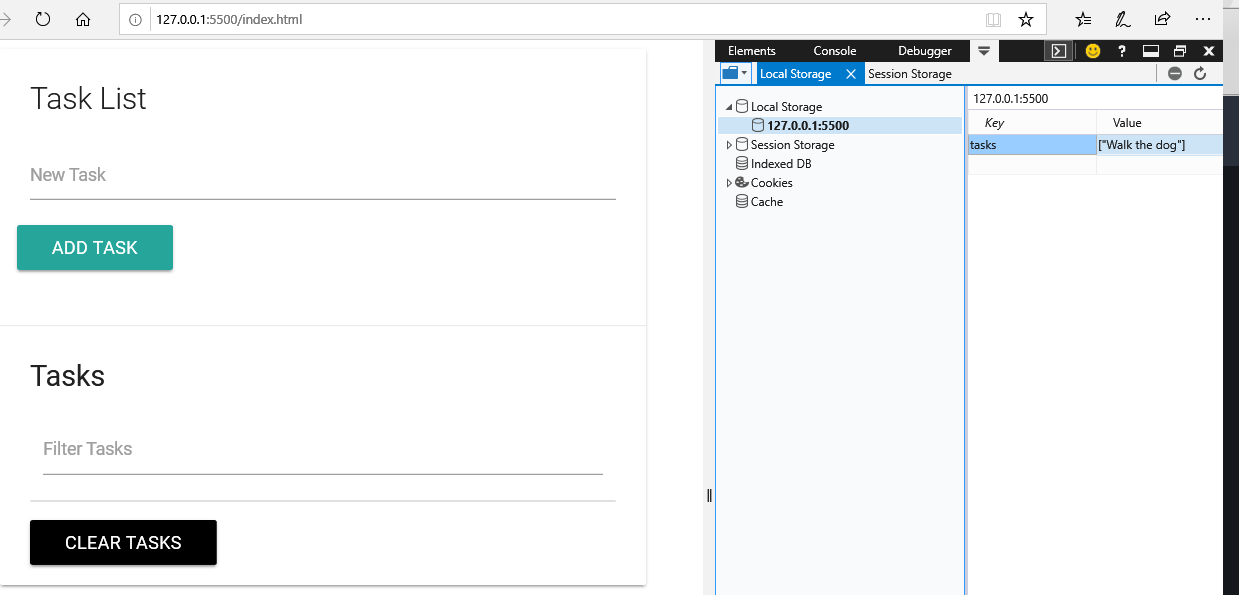 127.0.0.1:5500/index.html
Task List
New Task
ADD TASK
Tasks
Filter Tasks
CLEAR TASKS
Elements Console Debugger
Local Storage Session Storage
Local Storage
127.0.0.1:5500
Session Storage
Indexed DB
Cookies
Cache
127.0.0.1:5500
Key Value
tasks ["Walk the dog"]